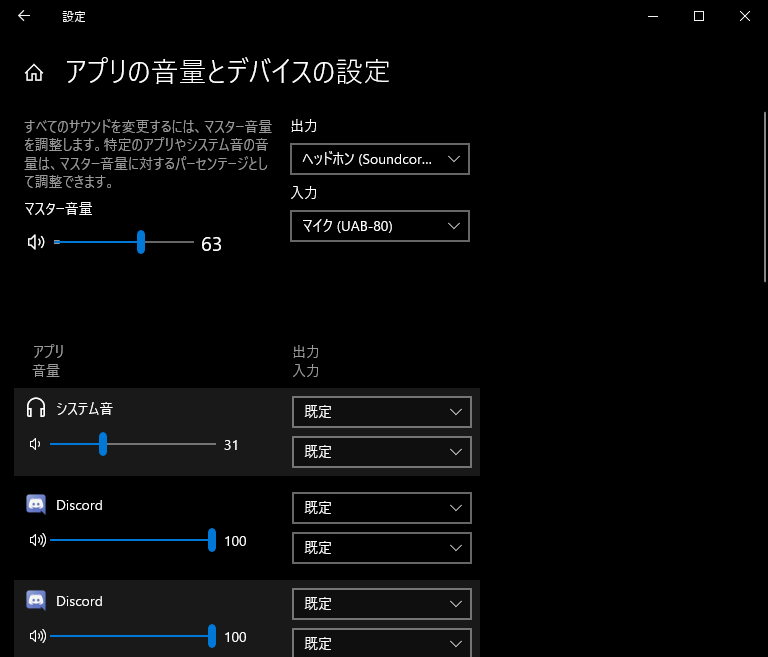 設定
アプリの音量とデバイスの設定
すべてのサウンドを変更するには、マスター音量
を調整します。特定のアプリやシステム音の音
量は、マスター音量に対するパーセンテージとし
て調整できます。
マスター音量
63
出力
ヘッドホン (Soundcor...
入力
マイク (UAB-80)
アプリ
音量
出力
入力
システム音
31
既定
既定
Discord
100
既定
既定
Discord
100
既定
既定